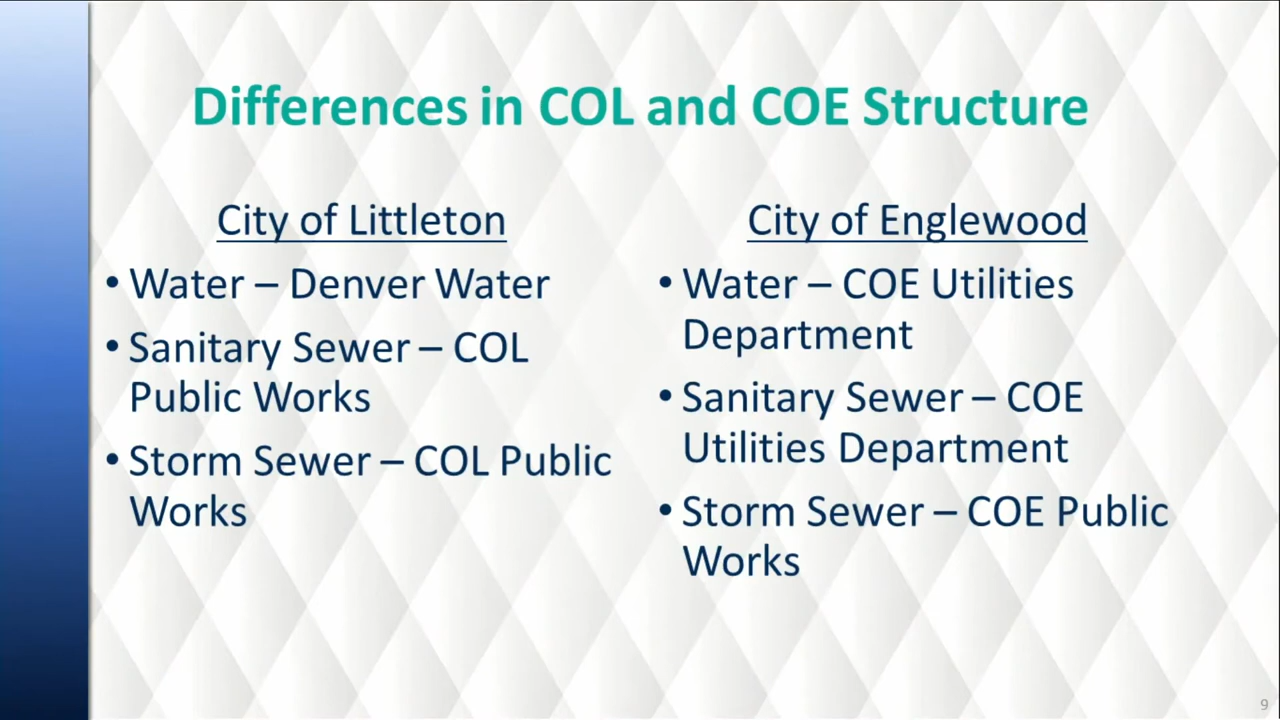 Differences in COL and COE Structure
City of Littleton
• Water – Denver Water
• Sanitary Sewer – COL
Public Works
• Storm Sewer – COL Public
Works
City of Englewood
• Water – COE Utilities
Department
• Sanitary Sewer – COE
Utilities Department
• Storm Sewer – COE Public
Works
9